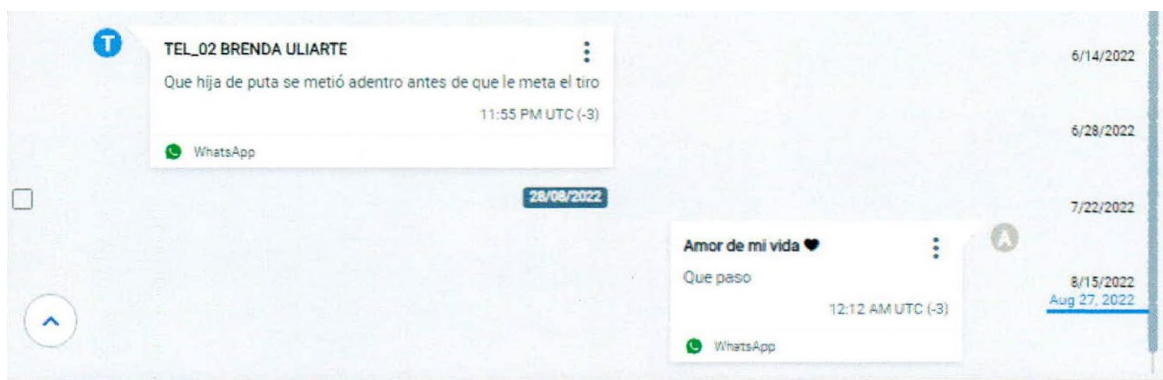 T
TEL_02 BRENDA ULIARTE
Que hija de puta se metió adentro antes de que le meta el tiro
11:55 PM UTC (-3)
WhatsApp
28/08/2022
Amor de mi vida 🖤
A
Que paso
12:12 AM UTC (-3)
WhatsApp
6/14/2022
6/28/2022
7/22/2022
8/15/2022
Aug 27, 2022